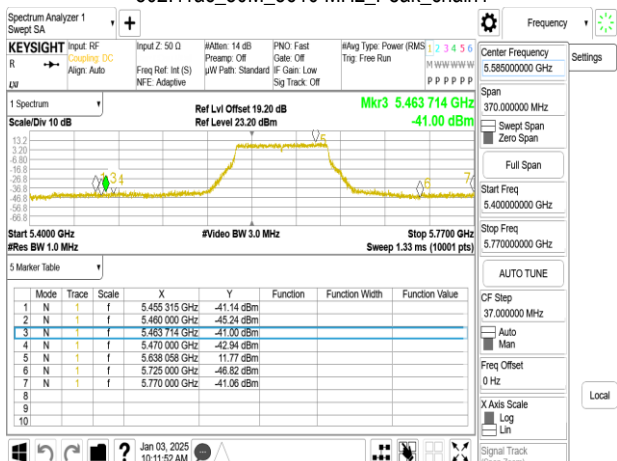 Spectrum Analyzer 1
Swept SA
+
Frequency
KEYSIGHT
R
Input: RF
Coupling: DC
Align: Auto
Input Z: 50 Ω
Freq Ref: Int (S)
NFE: Adaptive
#Atten: 14 dB
Preamp: Off
µW Path: Standard
PNO: Fast
Gate: Off
IF Gain: Low
Sig Track: Off
#Avg Type: Power (RMS
Trig: Free Run
1 2 3 4 5 6
M W W W W W
P P P P P P
1 Spectrum
Scale/Div 10 dB
Ref Lvl Offset 19.20 dB
Ref Level 23.20 dBm
Mkr3 5.463 714 GHz
-41.00 dBm
13.2
3.20
-6.80
-16.8
-26.8
-36.8
-46.8
-56.8
-66.8
Start 5.4000 GHz
#Res BW 1.0 MHz
#Video BW 3.0 MHz
Stop 5.7700 GHz
Sweep 1.33 ms (10001 pts)
5 Marker Table
Mode Trace Scale X Y Function Function Width Function Value
1 N 1 f 5.455 315 GHz -41.14 dBm
2 N 1 f 5.460 000 GHz -45.24 dBm
3 N 1 f 5.463 714 GHz -41.00 dBm
4 N 1 f 5.470 000 GHz -42.94 dBm
5 N 1 f 5.638 058 GHz 11.77 dBm
6 N 1 f 5.725 000 GHz -46.82 dBm
7 N 1 f 5.770 000 GHz -41.06 dBm
8
9
10
Jan 03, 2025
10:11:52 AM
Center Frequency
5.585000000 GHz
Settings
Span
370.000000 MHz
Swept Span
Zero Span
Full Span
Start Freq
5.400000000 GHz
Stop Freq
5.770000000 GHz
AUTO TUNE
CF Step
37.000000 MHz
Auto
Man
Freq Offset
0 Hz
Local
X Axis Scale
Log
Lin
Signal Track